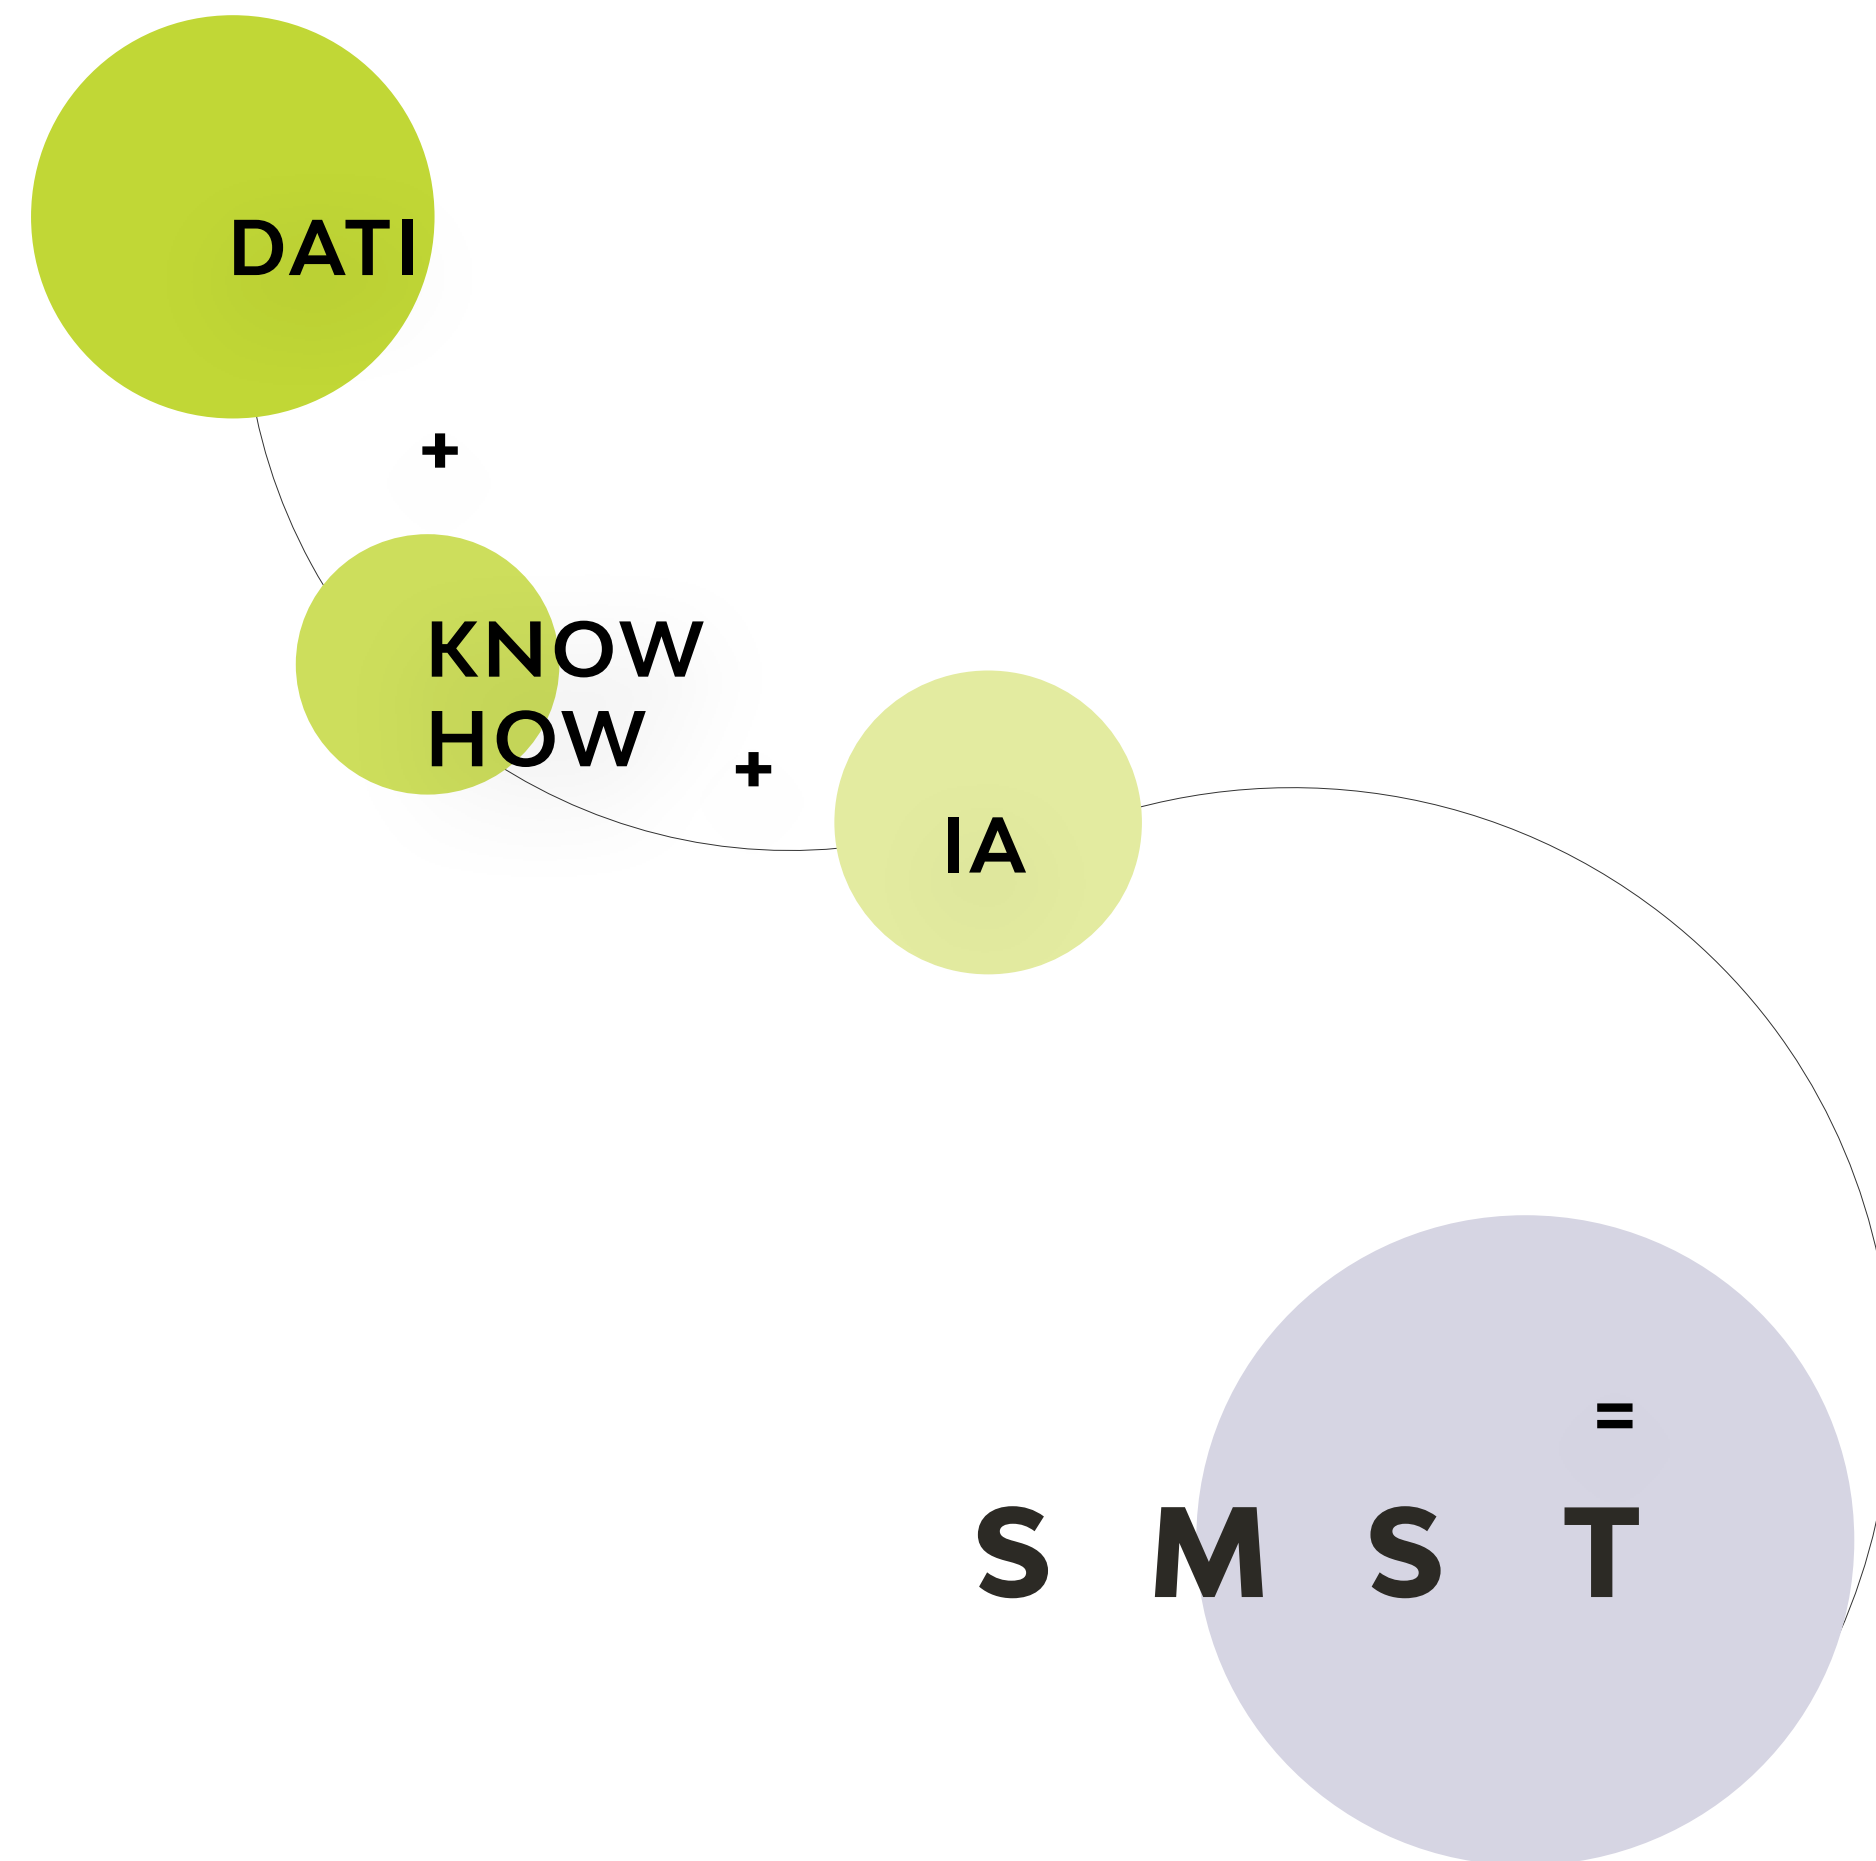 DATI
+
KNOW
HOW
+
IA
=
S M S T